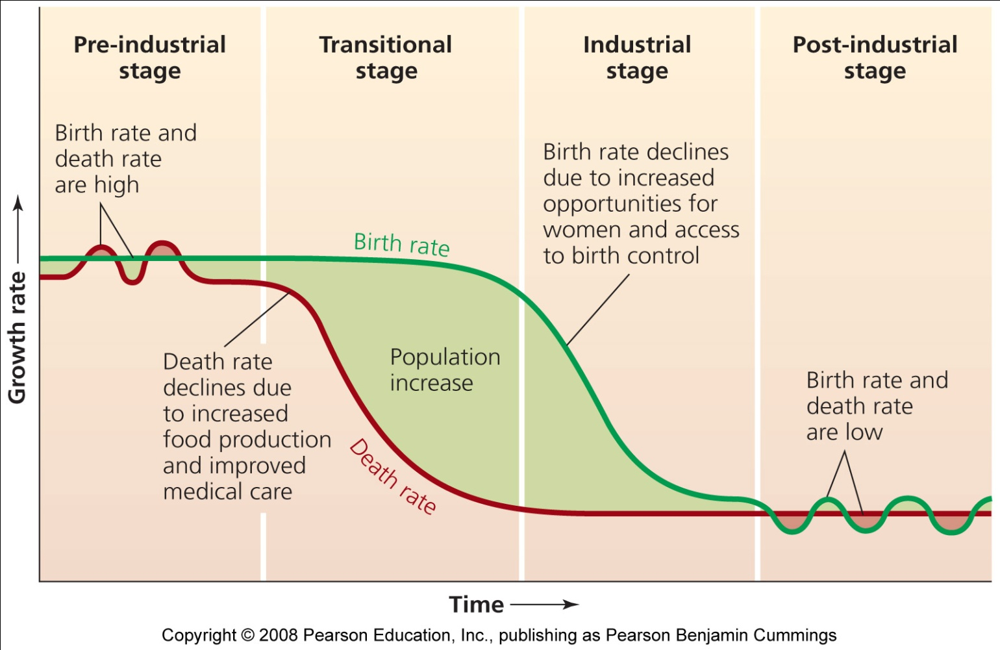 Pre-industrial
stage
Transitional
stage
Industrial
stage
Post-industrial
stage
Birth rate and
death rate
are high
Birth rate declines
due to increased
opportunities for
women and access
to birth control
Birth rate
Growth rate
Population
increase
Death rate
declines due
to increased
food production
and improved
medical care
Death rate
Birth rate and
death rate
are low
Time
Copyright © 2008 Pearson Education, Inc., publishing as Pearson Benjamin Cummings